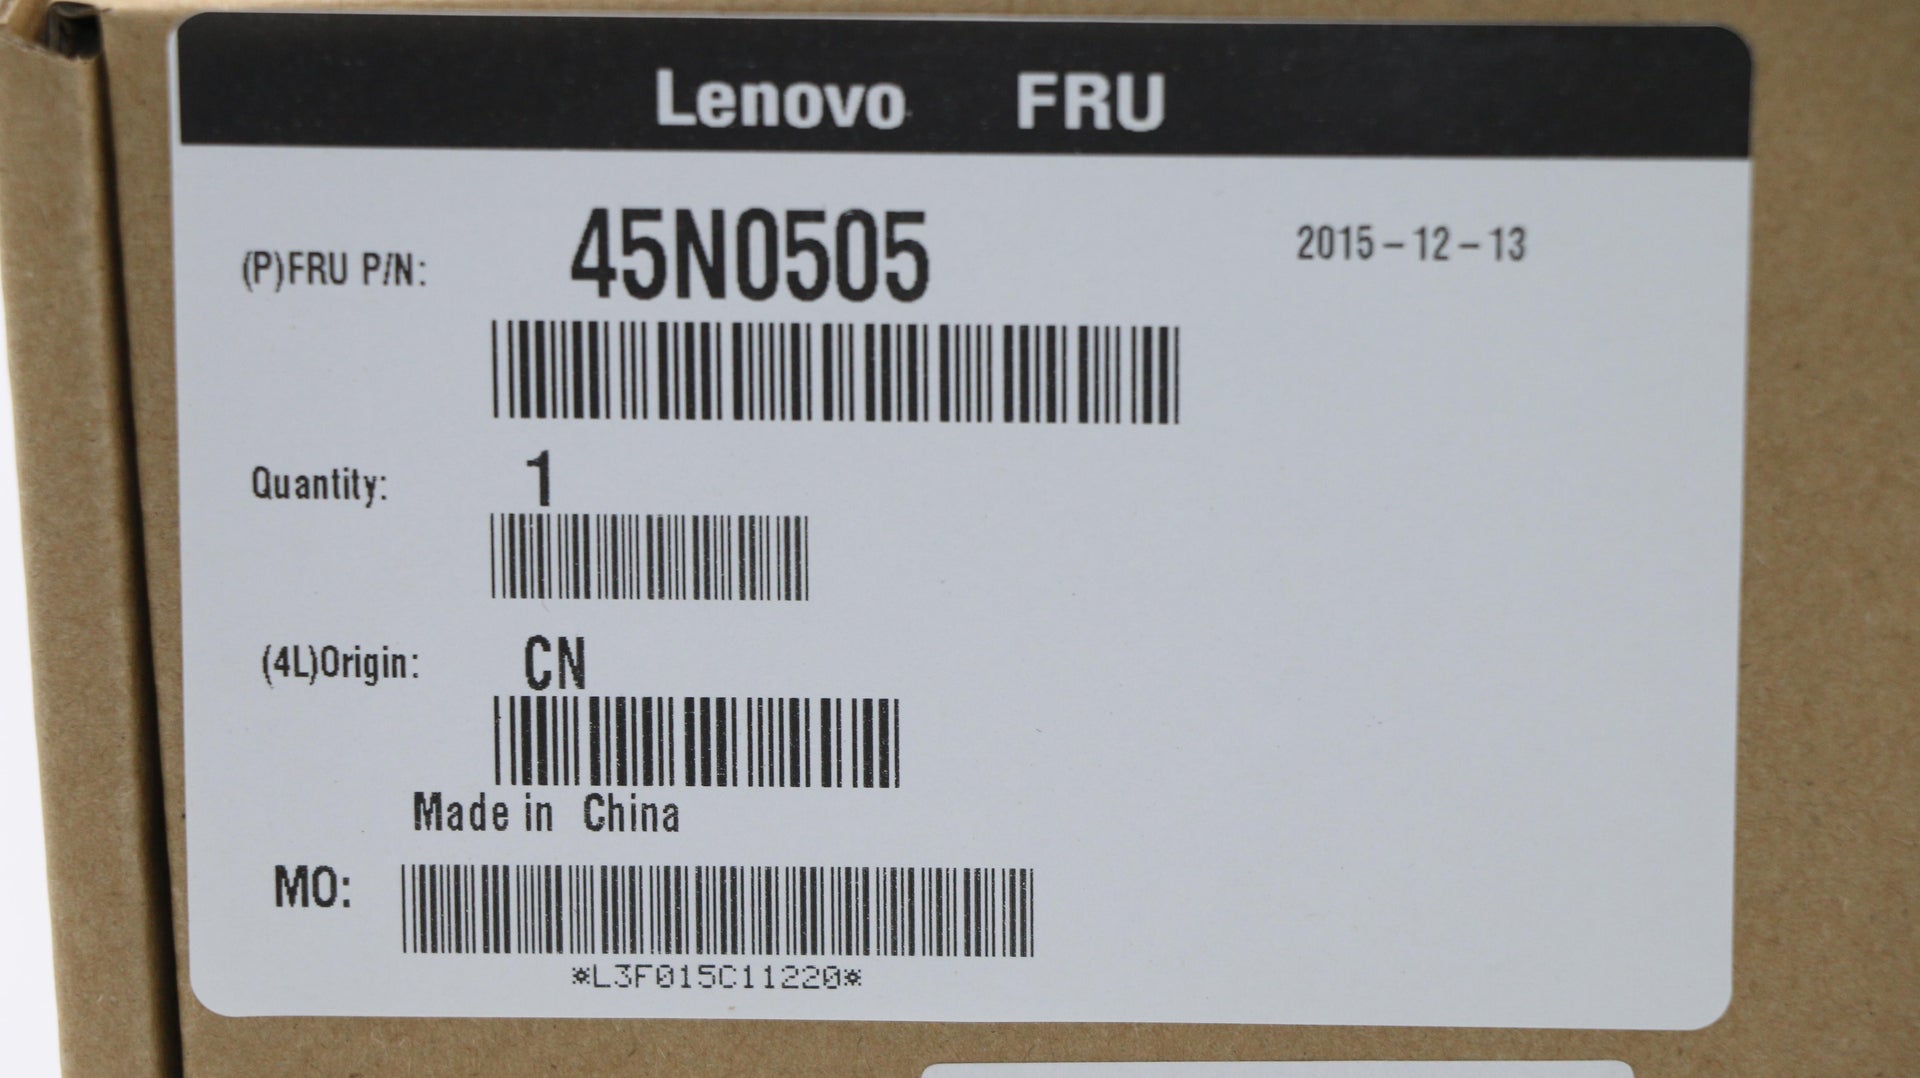 Lenovo FRU
(P)FRU P/N: 45N0505 2015-12-13
Quantity: 1
(4L)Origin: CN
Made in China
MO:
*L3F015C11220*